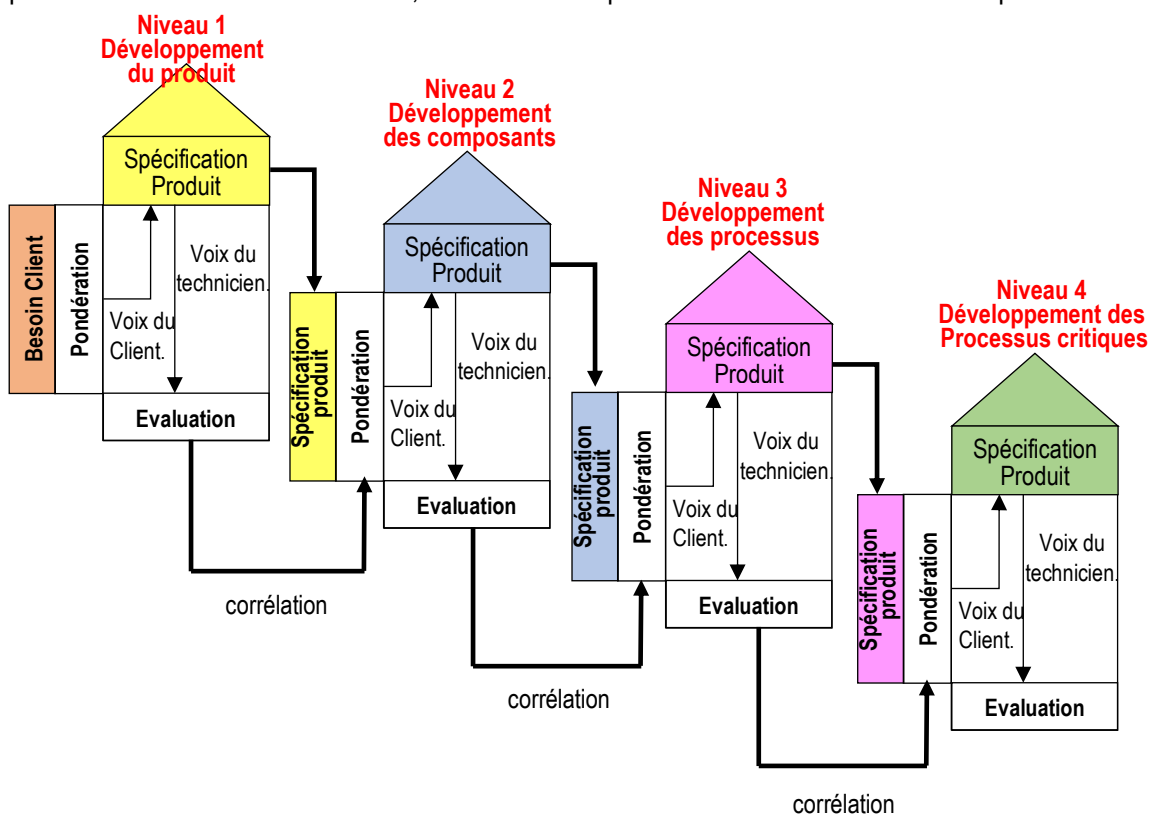 Niveau 1
Développement
du produit
Spécification
Produit
Besoin Client
Pondération
Voix du
technicien.
Voix du
Client.
Evaluation
corrélation
Niveau 2
Développement
des composants
Spécification
Produit
Spécification
produit
Pondération
Voix du
technicien.
Voix du
Client.
Evaluation
corrélation
Niveau 3
Développement
des processus
Spécification
Produit
Spécification
produit
Pondération
Voix du
technicien.
Voix du
Client.
Evaluation
corrélation
Niveau 4
Développement des
Processus critiques
Spécification
Produit
Spécification
produit
Pondération
Voix du
technicien.
Voix du
Client.
Evaluation